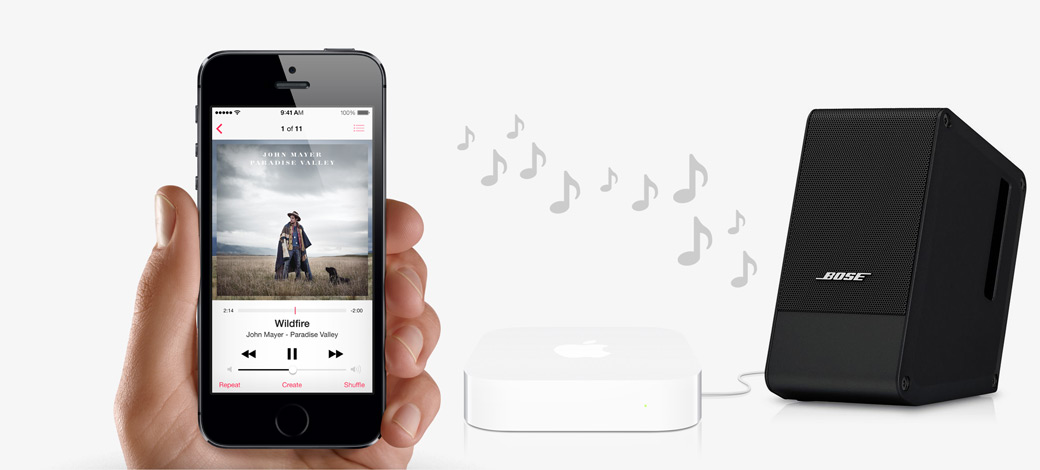 9:41 AM
100%
1 of 11
JOHN MAYER
PARADISE VALLEY
2:14
-2:00
Wildfire
John Mayer - Paradise Valley
Repeat
Create
Shuffle
BOSE